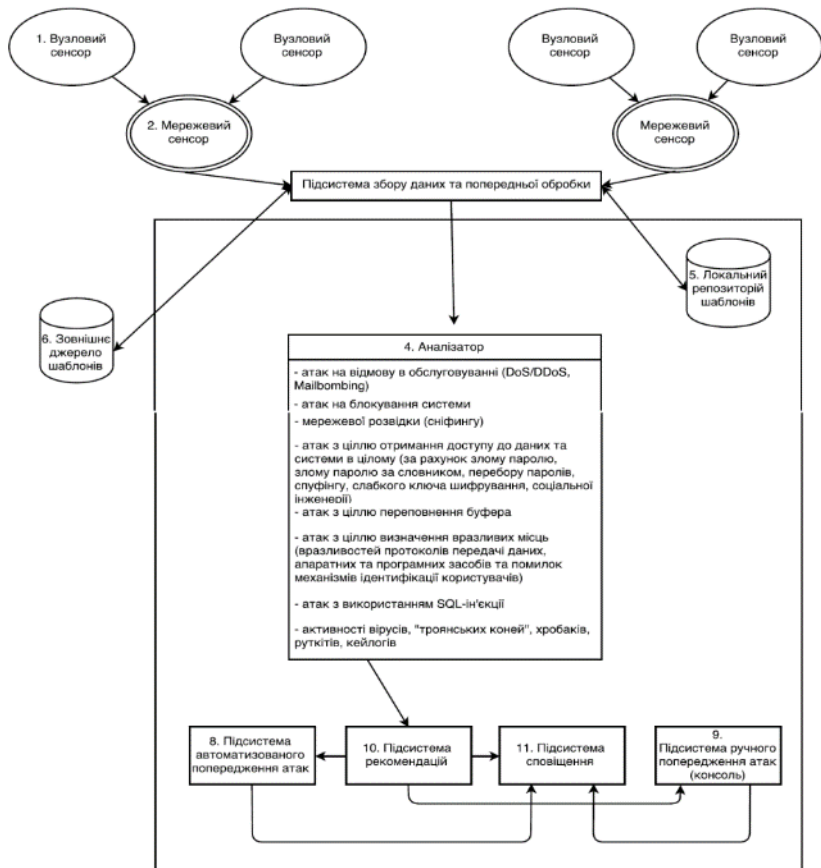 1. Вузловий
сенсор
Вузловий
сенсор
Вузловий
сенсор
Вузловий
сенсор
2. Мережевий
сенсор
Мережевий
сенсор
Підсистема збору даних та попередньої обробки
5. Локальний
репозиторій
шаблонів
6. Зовнішнє
джерело
шаблонів
4. Аналізатор
- атак на відмову в обслуговуванні (DoS/DDoS,
Mailbombing)
- атак на блокування системи
- мережевої розвідки (сніфингу)
- атак з ціллю отримання доступу до даних та
системи в цілому (за рахунок злому паролю,
злому паролю за словником, перебору паролів,
спуфінгу, слабкого ключа шифрування, соціальної
інженерії)
- атак з ціллю переповнення буфера
- атак з ціллю визначення вразливих місць
(вразливостей протоколів передачі даних,
апаратних та програмних засобів та помилок
механізмів ідентифікації користувачів)
- атак з використанням SQL-ін'єкції
- активності вірусів, "троянських коней", хробаків,
руткітів, кейлогів
8. Підсистема
автоматизованого
попередження атак
10. Підсистема
рекомендацій
11. Підсистема
сповіщення
9.
Підсистема ручного
попередження атак
(консоль)